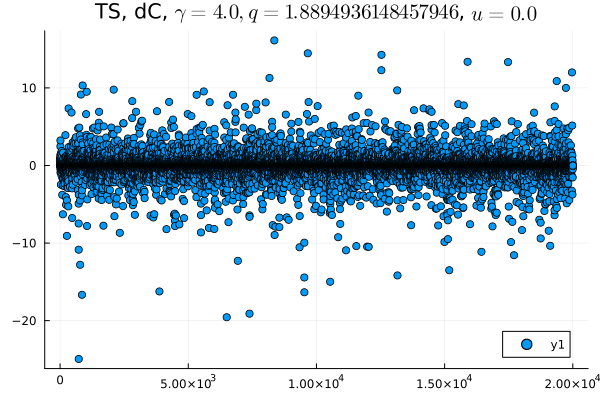 TS, dC, γ = 4.0, q = 1.8894936148457946, u = 0.0
10
0
−10
−20
0 5.00×10³ 1.00×10⁴ 1.50×10⁴ 2.00×10⁴
y1